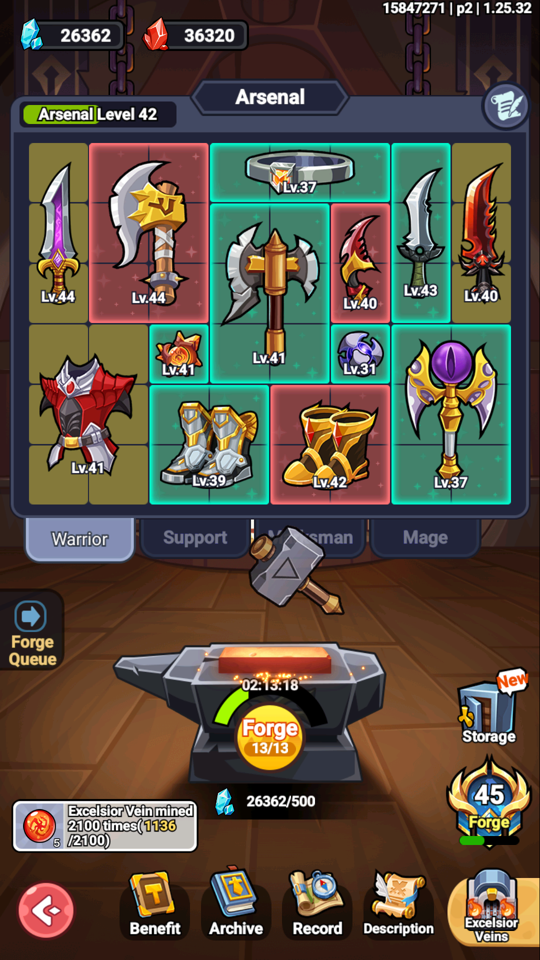 15847271 | p2 | 1.25.32
26362
36320
Arsenal
Arsenal Level 42
Lv.37
Lv.44
Lv.44
Lv.40
Lv.43
Lv.40
Lv.41
Lv.41
Lv.31
Lv.41
Lv.39
Lv.42
Lv.37
Warrior
Support
Mage
Forge
Queue
02:13:18
Forge
13/13
New
Storage
26362/500
45
Forge
Excelsior Vein mined
2100 times(1136
/2100)
5
Benefit
Archive
Record
Description
Excelsior
Veins